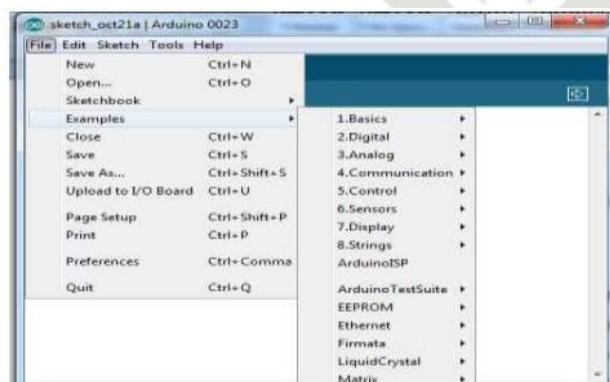 sketch_oct21a | Arduino 0023
File Edit Sketch Tools Help
New Ctrl+N
Open... Ctrl+O
Sketchbook
Examples
Close Ctrl+W
Save Ctrl+S
Save As... Ctrl+Shift+S
Upload to I/O Board Ctrl+U
Page Setup Ctrl+Shift+P
Print Ctrl+P
Preferences Ctrl+Comma
Quit Ctrl+Q
1.Basics
2.Digital
3.Analog
4.Communication
5.Control
6.Sensors
7.Display
8.Strings
ArduinoISP
ArduinoTestSuite
EEPROM
Ethernet
Firmata
LiquidCrystal
Matrix